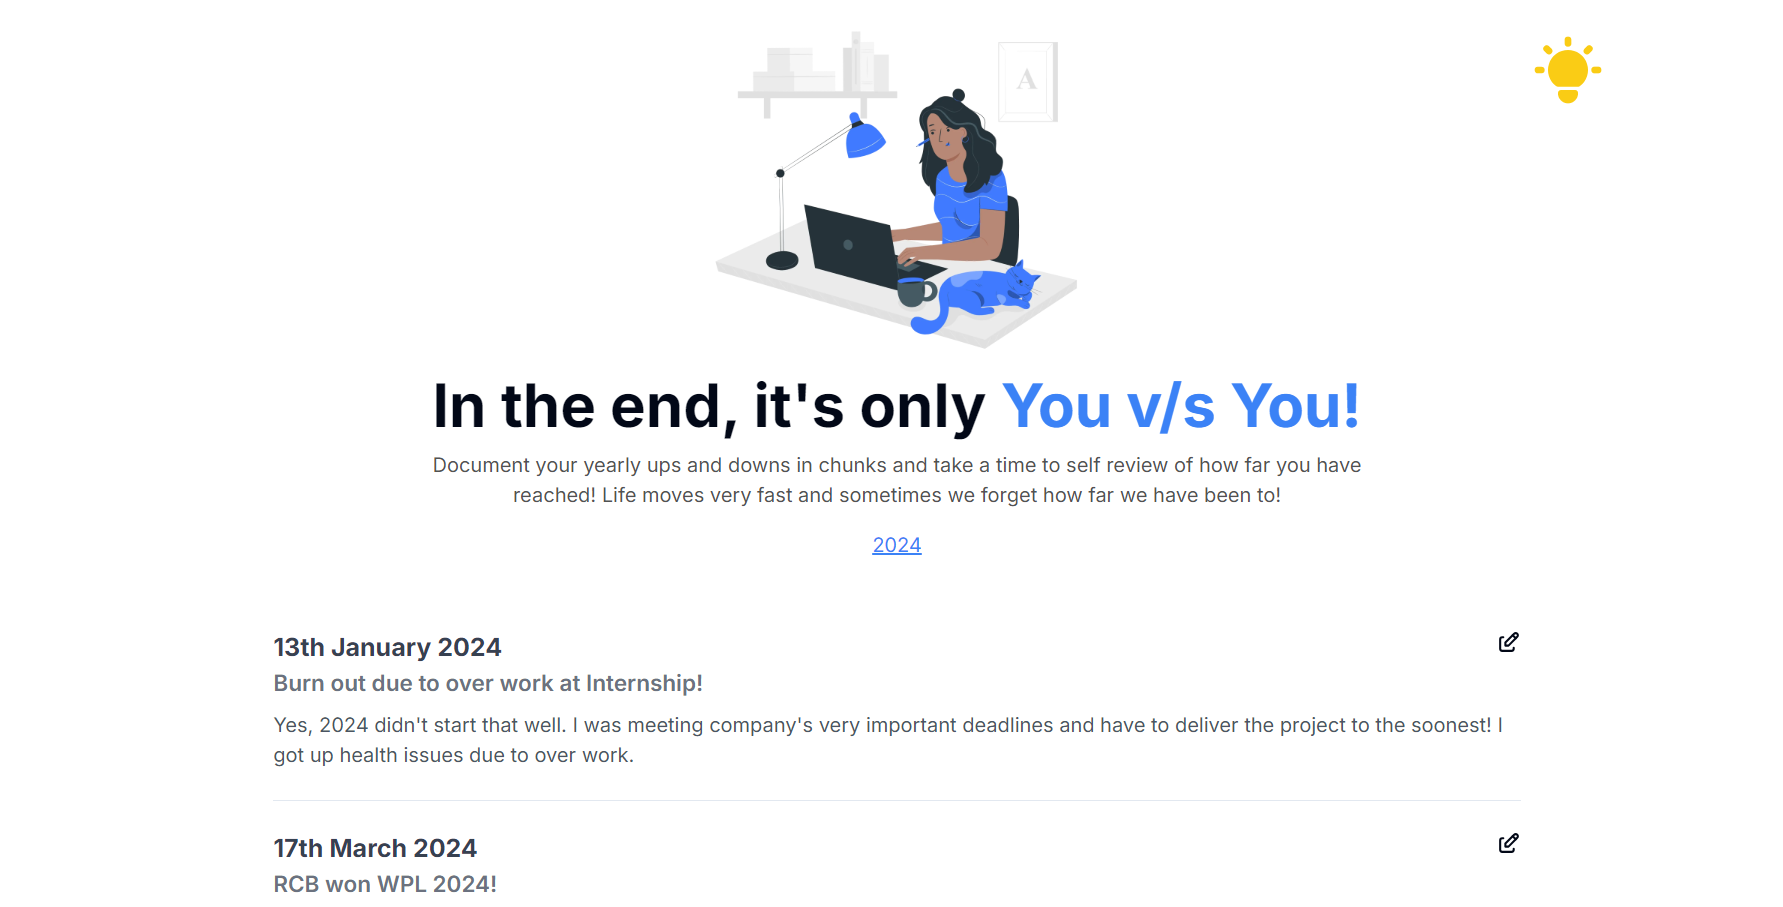 A
In the end, it's only You v/s You!
Document your yearly ups and downs in chunks and take a time to self review of how far you have
reached! Life moves very fast and sometimes we forget how far we have been to!
2024
13th January 2024
Burn out due to over work at Internship!
Yes, 2024 didn't start that well. I was meeting company's very important deadlines and have to deliver the project to the soonest! I
got up health issues due to over work.
17th March 2024
RCB won WPL 2024!